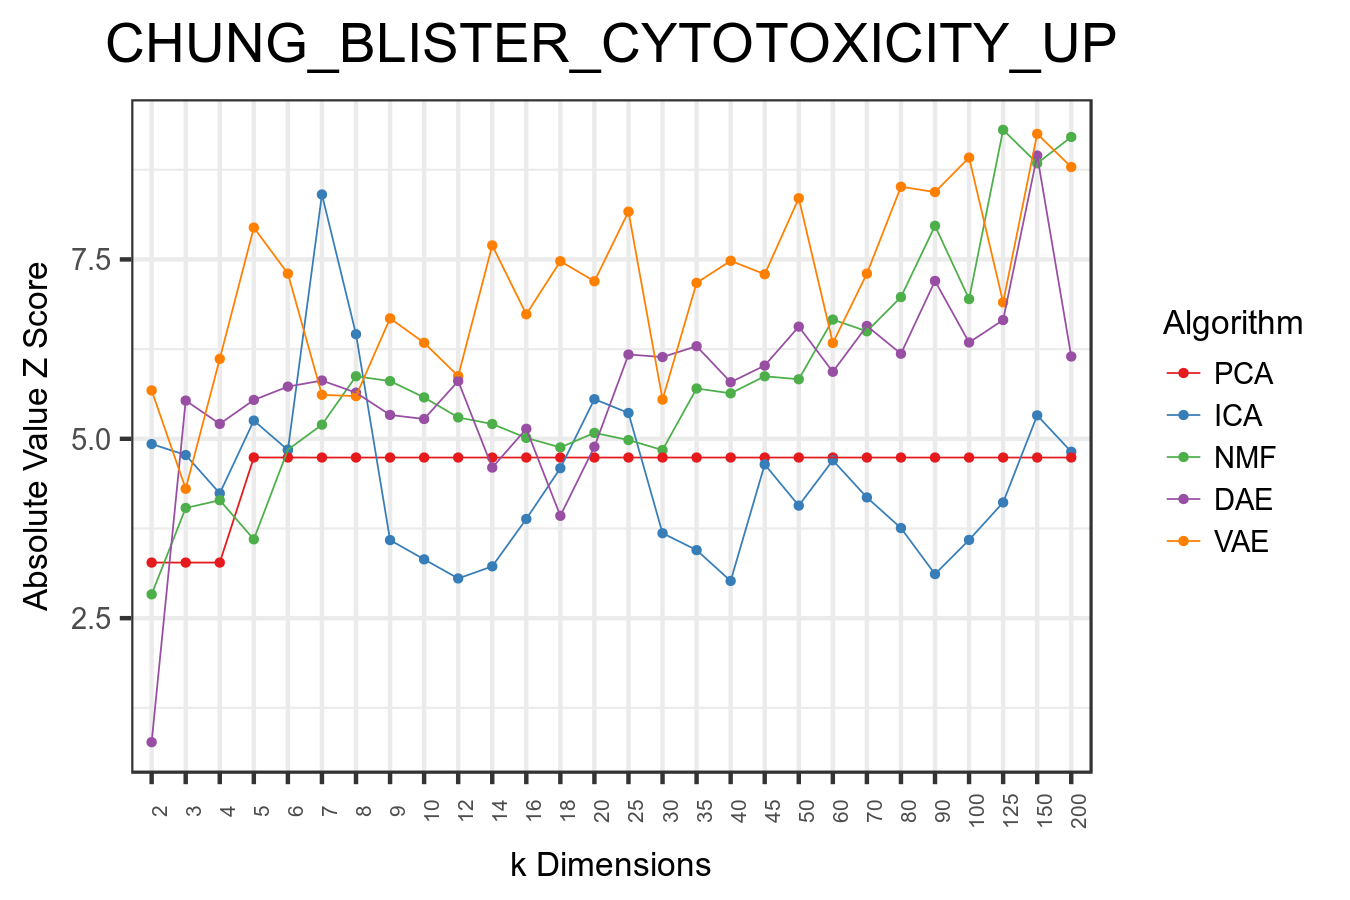 CHUNG_BLISTER_CYTOTOXICITY_UP
Absolute Value Z Score
7.5
5.0
2.5
2 3 4 5 6 7 8 9 10 12 14 16 18 20 25 30 35 40 45 50 60 70 80 90 100 125 150 200
k Dimensions
Algorithm
PCA
ICA
NMF
DAE
VAE